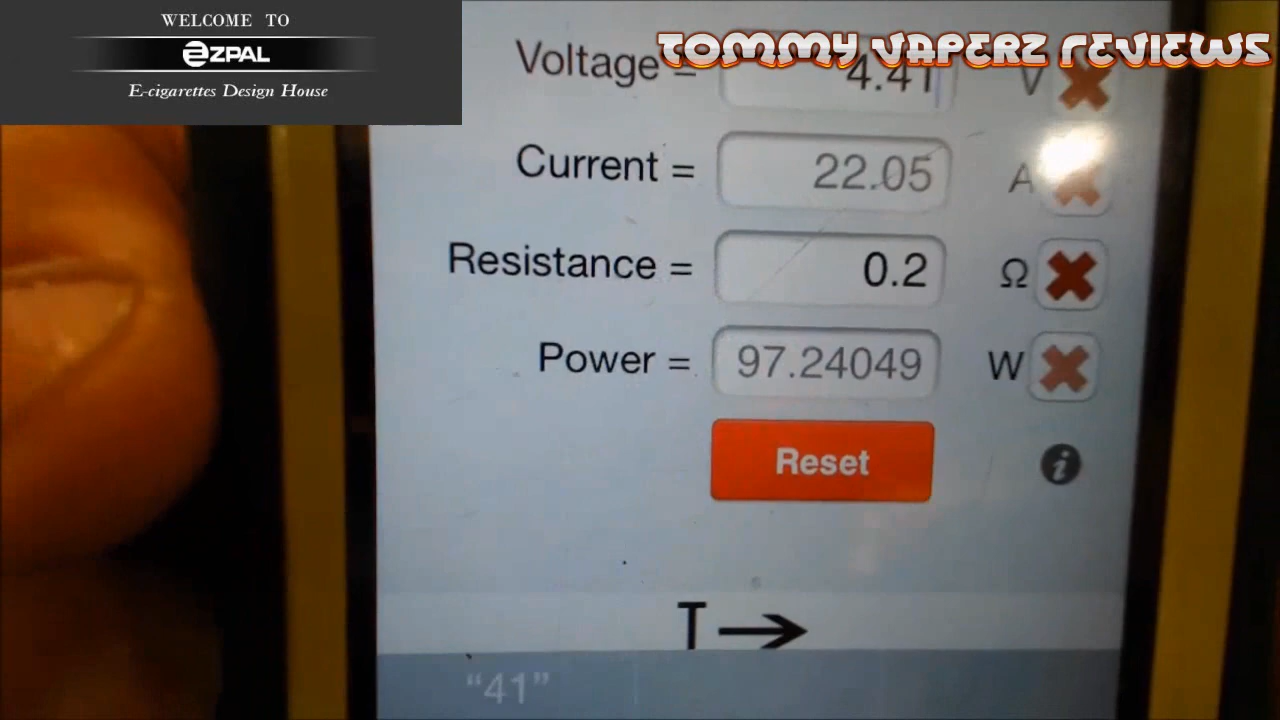 WELCOME TO
EZPAL
E-cigarettes Design House
TOMMY VAPERZ REVIEWS
Voltage = 4.41 V
Current = 22.05 A
Resistance = 0.2 Ω
Power = 97.24049 W
Reset
i
T→
“41”